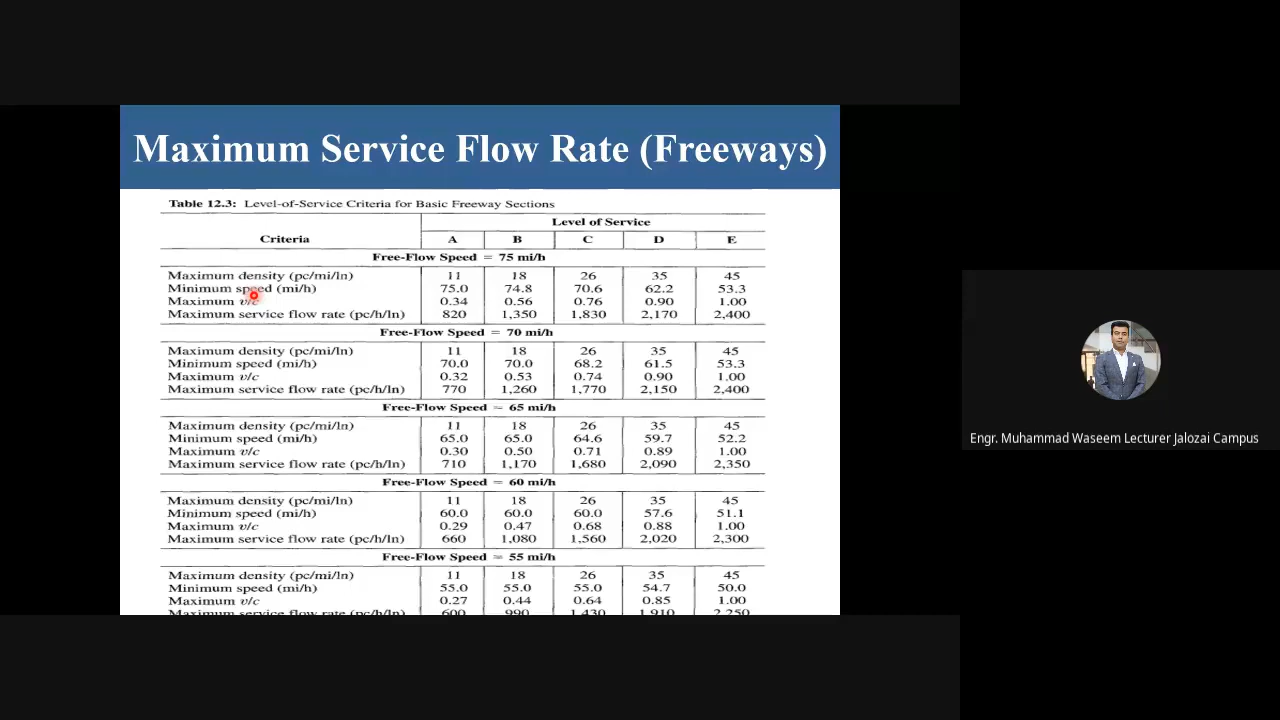 Maximum Service Flow Rate (Freeways)
Table 12.3: Level-of-Service Criteria for Basic Freeway Sections
Level of Service
Criteria A B C D E
Free-Flow Speed = 75 mi/h
Maximum density (pc/mi/ln) 11 18 26 35 45
Minimum speed (mi/h) 75.0 74.8 70.6 62.2 53.3
Maximum v/c 0.34 0.56 0.76 0.90 1.00
Maximum service flow rate (pc/h/ln) 820 1,350 1,830 2,170 2,400
Free-Flow Speed = 70 mi/h
Maximum density (pc/mi/ln) 11 18 26 35 45
Minimum speed (mi/h) 70.0 70.0 68.2 61.5 53.3
Maximum v/c 0.32 0.53 0.74 0.90 1.00
Maximum service flow rate (pc/h/ln) 770 1,260 1,770 2,150 2,400
Free-Flow Speed = 65 mi/h
Maximum density (pc/mi/ln) 11 18 26 35 45
Minimum speed (mi/h) 65.0 65.0 64.6 59.7 52.2
Maximum v/c 0.30 0.50 0.71 0.89 1.00
Maximum service flow rate (pc/h/ln) 710 1,170 1,680 2,090 2,350
Free-Flow Speed = 60 mi/h
Maximum density (pc/mi/ln) 11 18 26 35 45
Minimum speed (mi/h) 60.0 60.0 60.0 57.6 51.1
Maximum v/c 0.29 0.47 0.68 0.88 1.00
Maximum service flow rate (pc/h/ln) 660 1,080 1,560 2,020 2,300
Free-Flow Speed = 55 mi/h
Maximum density (pc/mi/ln) 11 18 26 35 45
Minimum speed (mi/h) 55.0 55.0 55.0 54.7 50.0
Maximum v/c 0.27 0.44 0.64 0.85 1.00
Maximum service flow rate (pc/h/ln) 600 990 1,430 1,910 2,250
Engr. Muhammad Waseem Lecturer Jalozai Campus